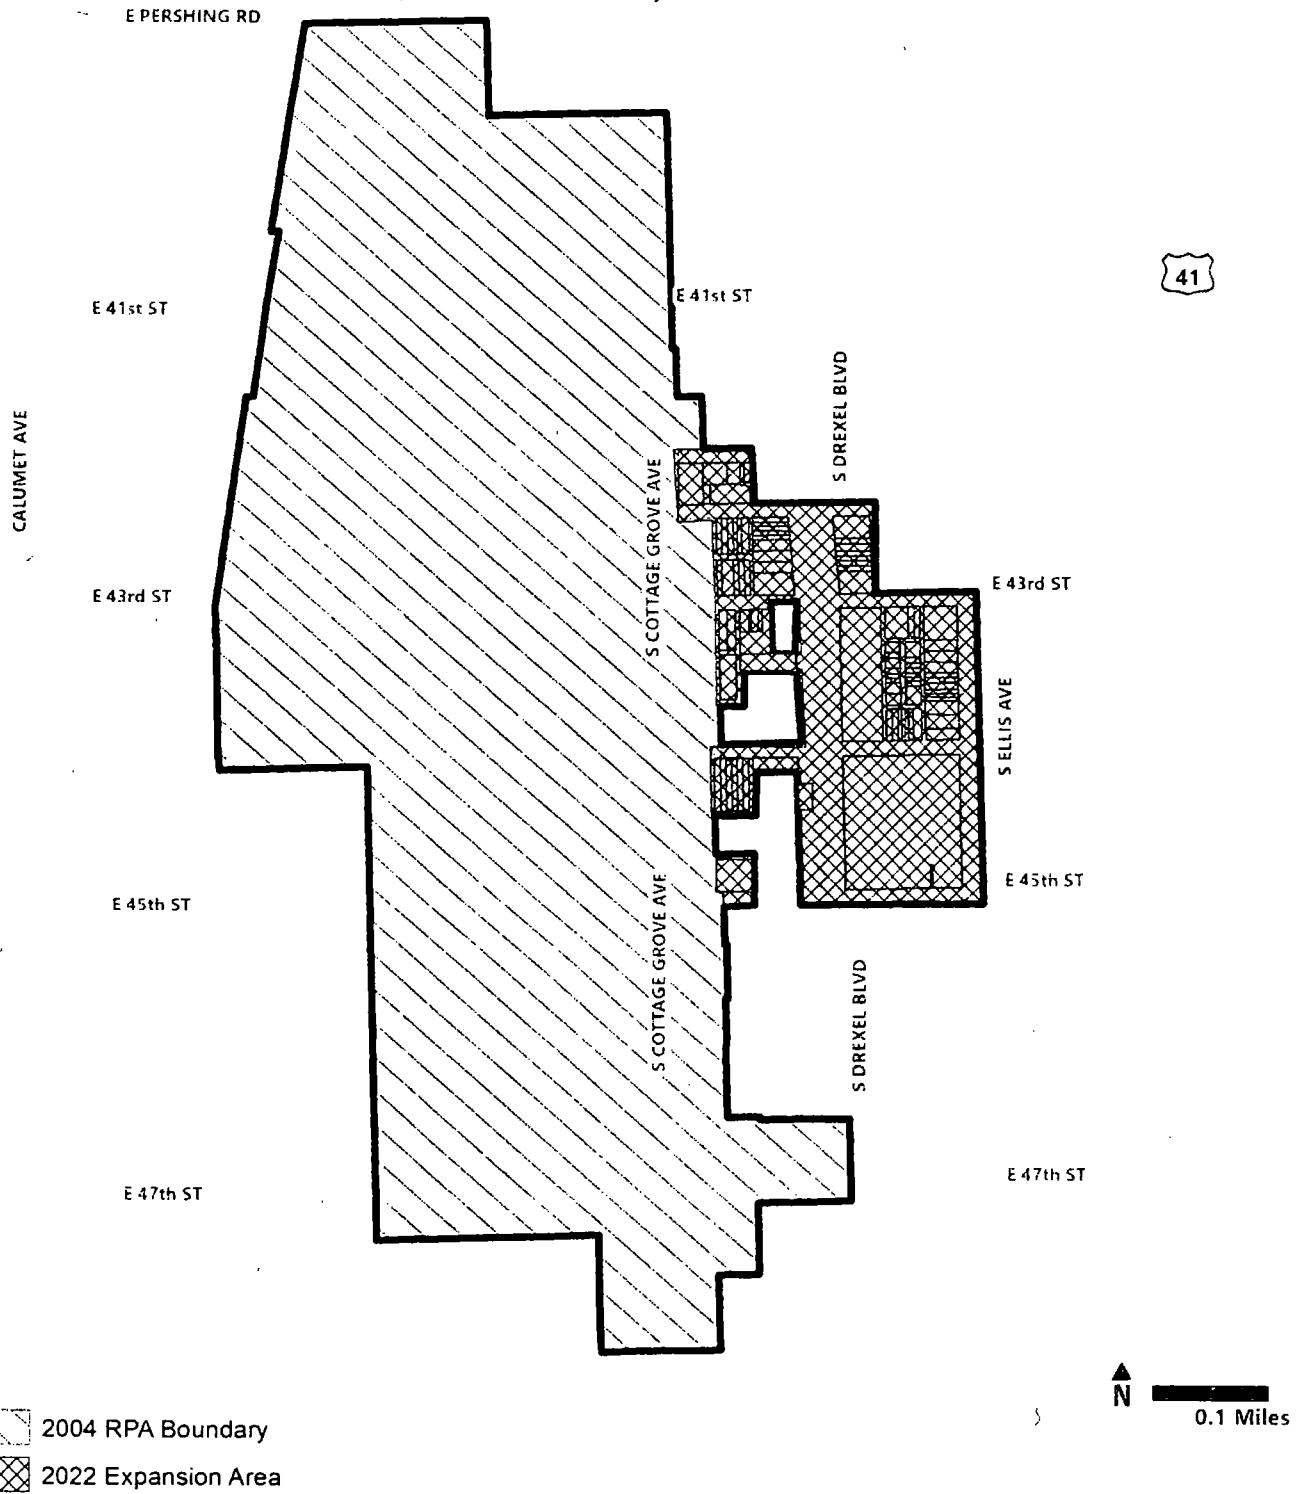 E PERSHING RD
41
E 41st ST
E 41st ST
S DREXEL BLVD
CALUMET AVE
S COTTAGE GROVE AVE
E 43rd ST
E 43rd ST
S ELLIS AVE
E 45th ST
E 45th ST
S COTTAGE GROVE AVE
S DREXEL BLVD
E 47th ST
E 47th ST
N
0.1 Miles
2004 RPA Boundary
2022 Expansion Area